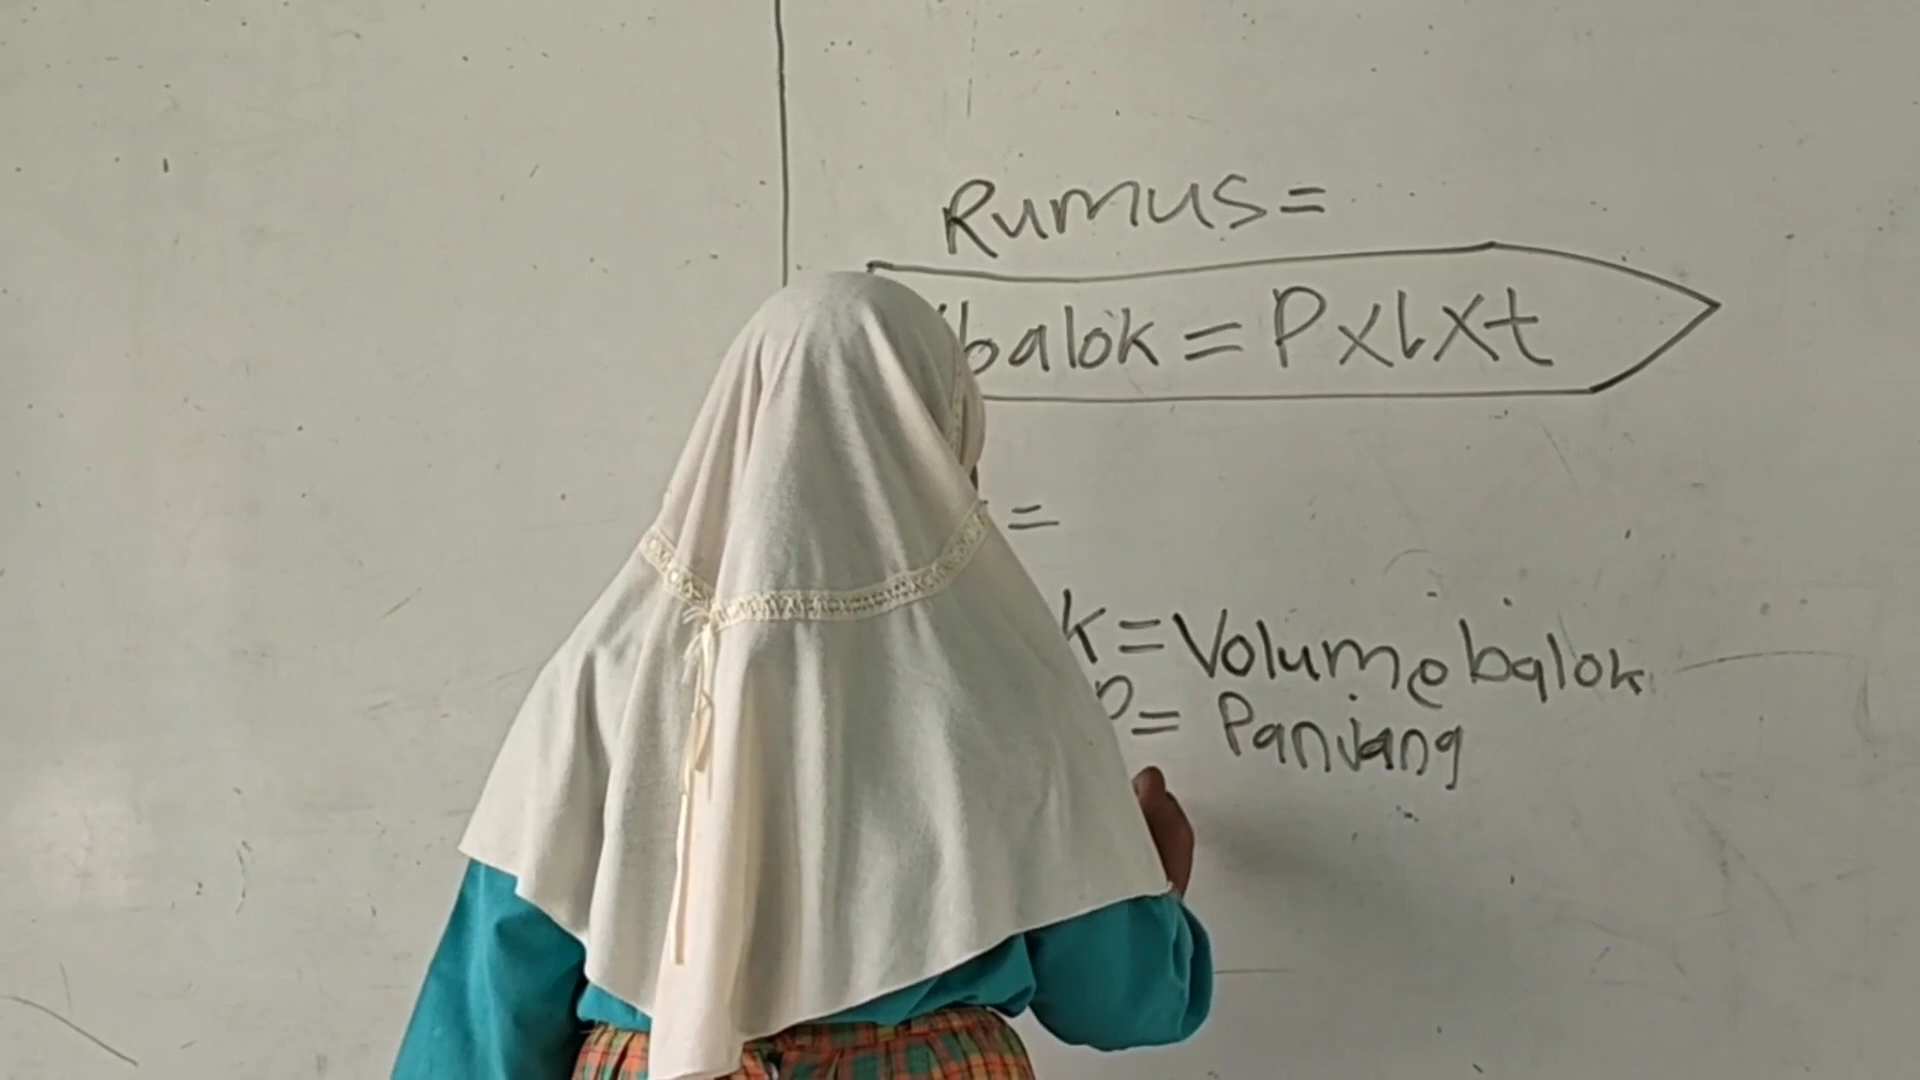 Rumus =
balok = P x l x t
=
k = Volume balok
P = Panjang